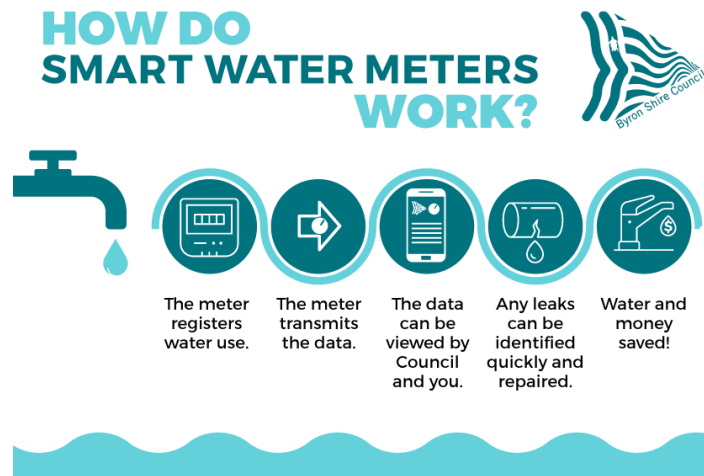 HOW DO
SMART WATER METERS
WORK?
Byron Shire Council
The meter
registers
water use.
The meter
transmits
the data.
The data
can be
viewed by
Council
and you.
Any leaks
can be
identified
quickly and
repaired.
$
Water and
money
saved!